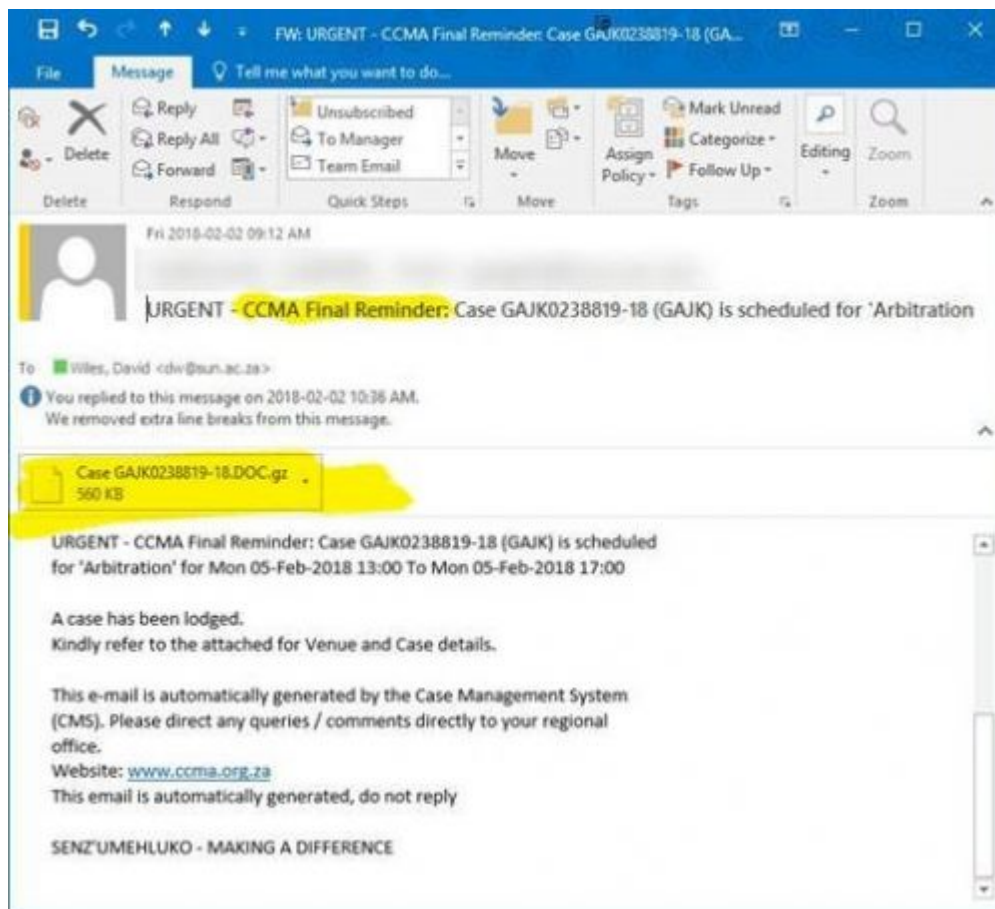 FW: URGENT - CCMA Final Reminder: Case GAJK0238819-18 (GA...
File Message Tell me what you want to do...
Delete
Reply
Reply All
Forward
Unsubscribed
To Manager
Team Email
Move
Assign Policy
Mark Unread
Categorize
Follow Up
Editing
Zoom
Delete Respond Quick Steps Move Tags Zoom
Fri 2018-02-02 09:12 AM
URGENT - CCMA Final Reminder: Case GAJK0238819-18 (GAJK) is scheduled for 'Arbitration
To Wiles, David <dw@sun.ac.za>
You replied to this message on 2018-02-02 10:36 AM.
We removed extra line breaks from this message.
Case GAJK0238819-18.DOC.gz
560 KB
URGENT - CCMA Final Reminder: Case GAJK0238819-18 (GAJK) is scheduled
for 'Arbitration' for Mon 05-Feb-2018 13:00 To Mon 05-Feb-2018 17:00
A case has been lodged.
Kindly refer to the attached for Venue and Case details.
This e-mail is automatically generated by the Case Management System
(CMS). Please direct any queries / comments directly to your regional
office.
Website: www.ccma.org.za
This email is automatically generated, do not reply
SENZ'UMEHLUKO - MAKING A DIFFERENCE